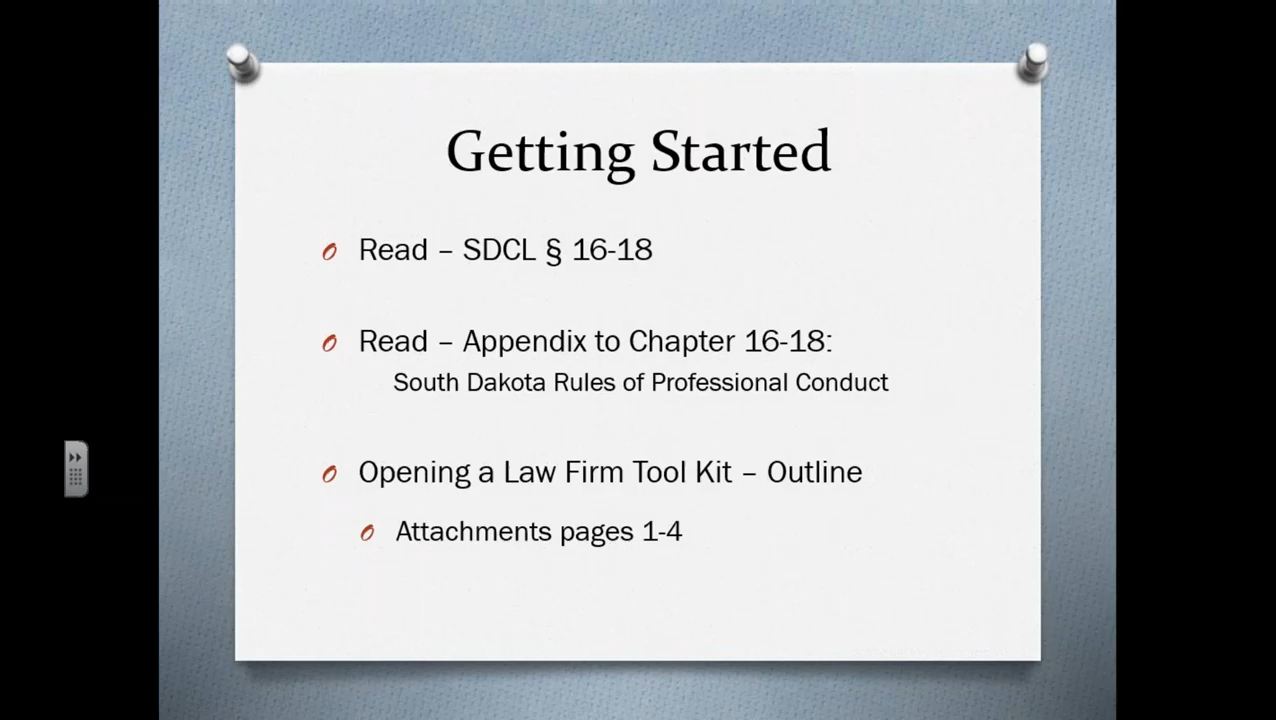 Getting Started
Read – SDCL § 16-18
Read – Appendix to Chapter 16-18:
South Dakota Rules of Professional Conduct
Opening a Law Firm Tool Kit – Outline
Attachments pages 1-4